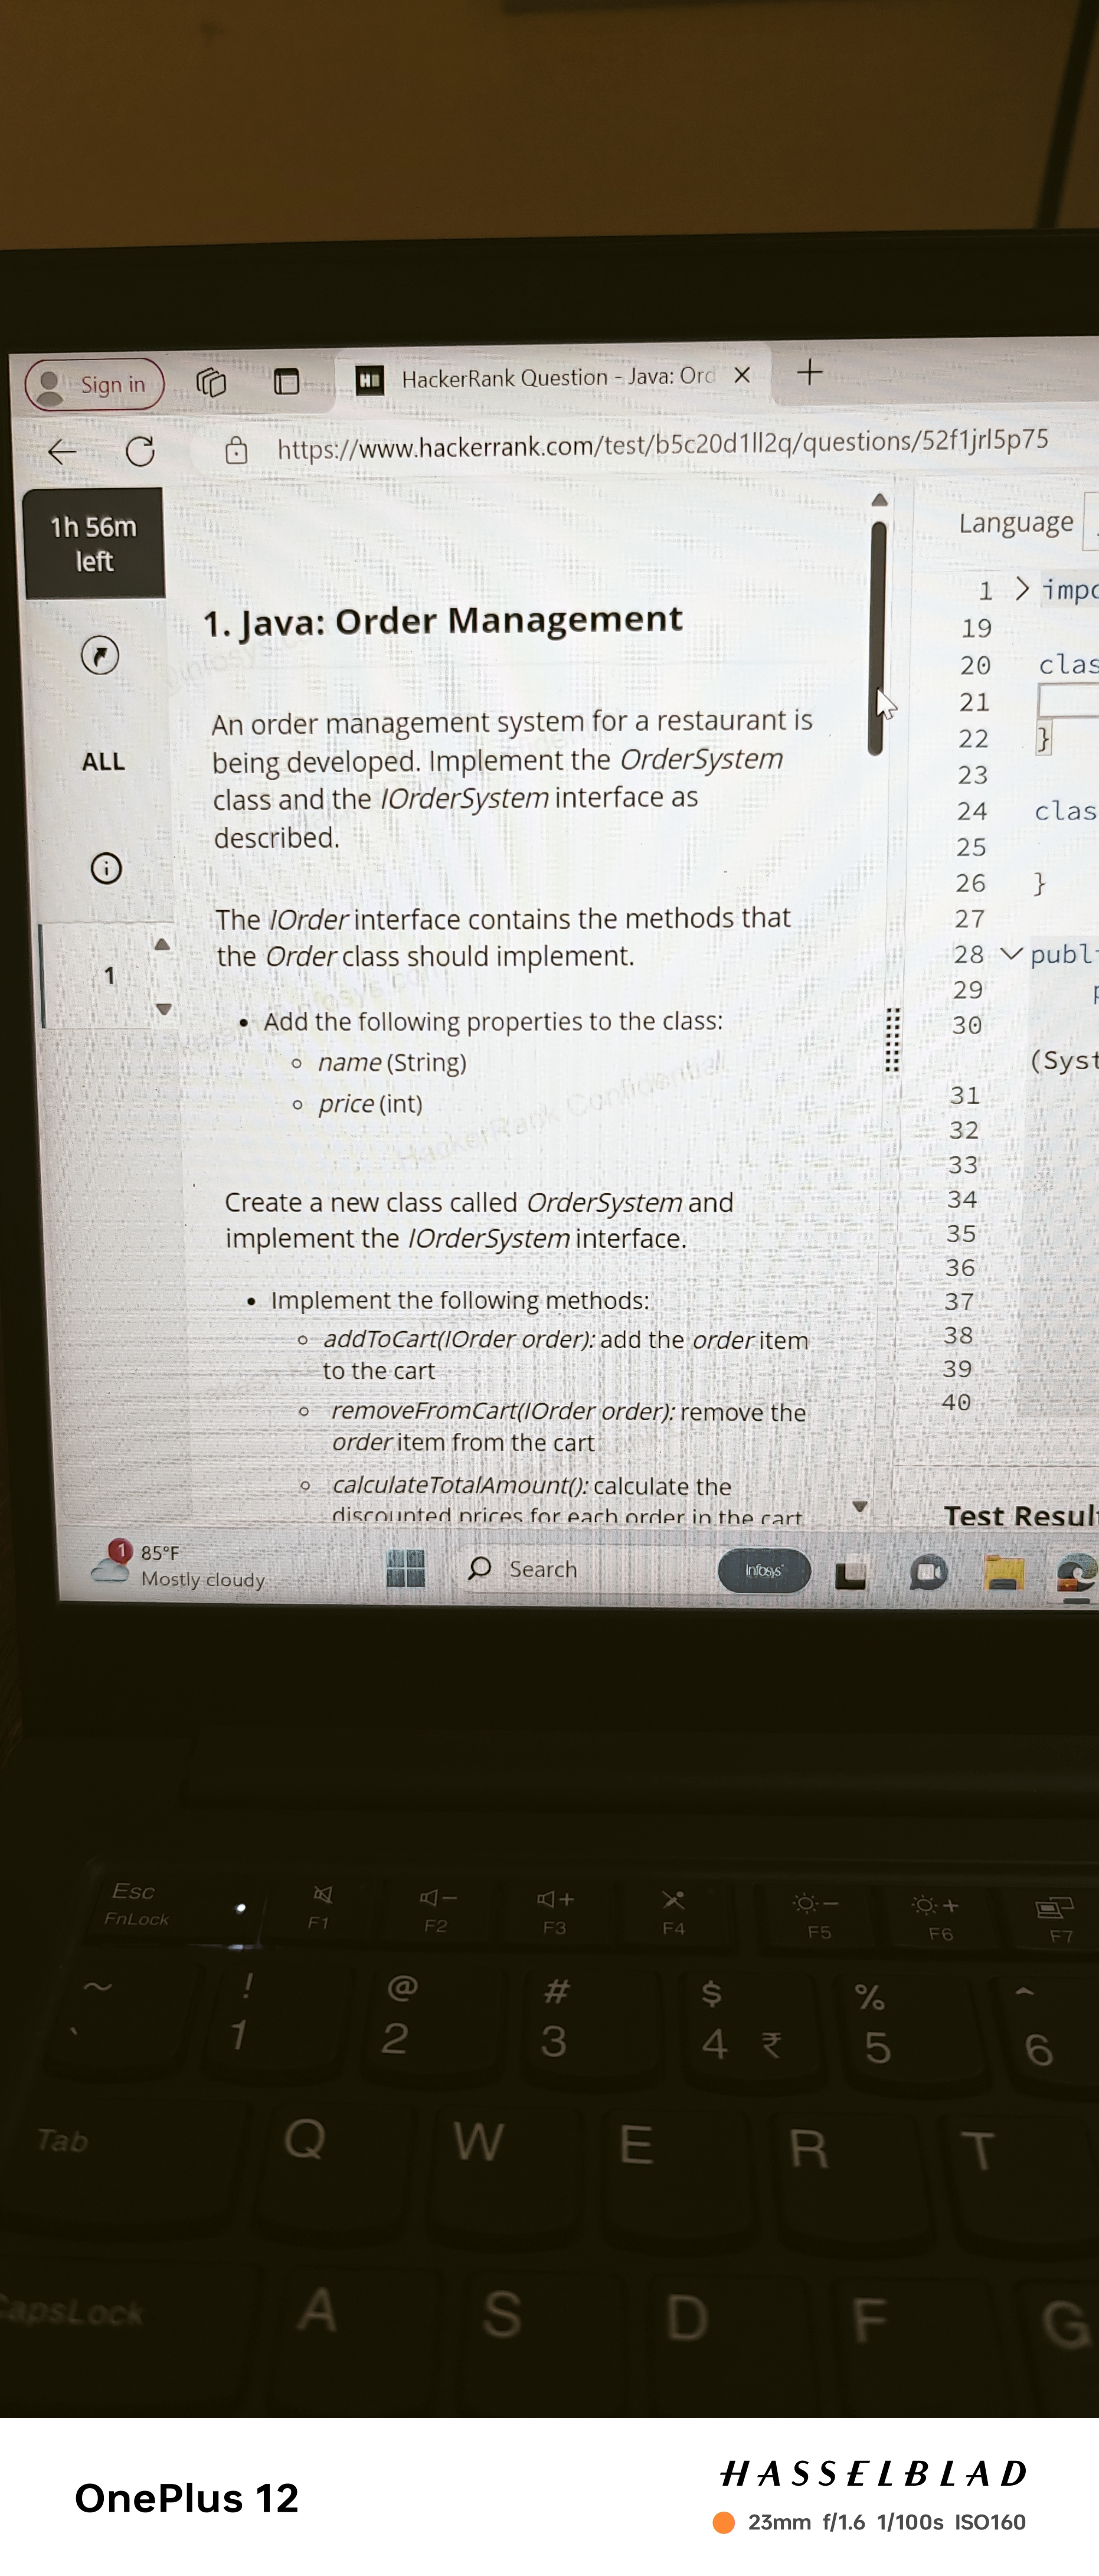 Sign in
HackerRank Question - Java: Ord
https://www.hackerrank.com/test/b5c20d1ll2q/questions/52f1jrl5p75
1h 56m
left
ALL
1
1. Java: Order Management
An order management system for a restaurant is
being developed. Implement the OrderSystem
class and the IOrderSystem interface as
described.
The IOrder interface contains the methods that
the Order class should implement.
• Add the following properties to the class:
name (String)
price (int)
HackerRank Confidential
Create a new class called OrderSystem and
implement the IOrderSystem interface.
• Implement the following methods:
addToCart(IOrder order): add the order item
to the cart
removeFromCart(IOrder order): remove the
order item from the cart
calculateTotalAmount(): calculate the
discounted prices for each order in the cart
Language
1 > impo
19
20 clas
21
22 }
23
24 clas
25
26 }
27
28 publ
29 p
30
(Syst
31
32
33
34
35
36
37
38
39
40
Test Resul
1
85°F
Mostly cloudy
Search
Infosys
Esc
FnLock
F1
F2
F3
F4
F5
F6
F7
~ `
! 1
@ 2
# 3
$ 4 ₹
% 5
^ 6
Tab
Q W E R T
CapsLock
A S D F G
OnePlus 12
HASSELBLAD
23mm f/1.6 1/100s ISO160